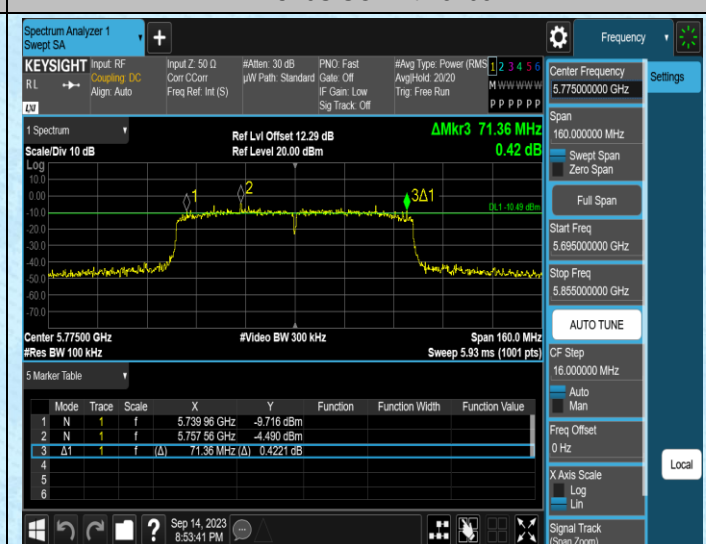 Spectrum Analyzer 1
Swept SA
+
Frequency
KEYSIGHT Input: RF
RL Coupling: DC
Align: Auto
Input Z: 50 Ω
Corr CCorr
Freq Ref: Int (S)
#Atten: 30 dB
µW Path: Standard
PNO: Fast
Gate: Off
IF Gain: Low
Sig Track: Off
#Avg Type: Power (RMS
Avg|Hold: 20/20
Trig: Free Run
1 2 3 4 5 6
M W W W W W
P P P P P P
LXI
1 Spectrum
Scale/Div 10 dB
Ref Lvl Offset 12.29 dB
Ref Level 20.00 dBm
ΔMkr3 71.36 MHz
0.42 dB
Log
10.0
0.00
-10.0
-20.0
-30.0
-40.0
-50.0
-60.0
-70.0
1
2
3Δ1
DL1 -10.49 dBm
Center 5.77500 GHz
#Res BW 100 kHz
#Video BW 300 kHz
Span 160.0 MHz
Sweep 5.93 ms (1001 pts)
5 Marker Table
Mode Trace Scale X Y Function Function Width Function Value
1 N 1 f 5.739 96 GHz -9.716 dBm
2 N 1 f 5.757 56 GHz -4.490 dBm
3 Δ1 1 f (Δ) 71.36 MHz (Δ) 0.4221 dB
4
5
6
Center Frequency
5.775000000 GHz
Settings
Span
160.000000 MHz
Swept Span
Zero Span
Full Span
Start Freq
5.695000000 GHz
Stop Freq
5.855000000 GHz
AUTO TUNE
CF Step
16.000000 MHz
Auto
Man
Freq Offset
0 Hz
X Axis Scale
Log
Lin
Local
Signal Track
(Span Zoom)
?
Sep 14, 2023
8:53:41 PM